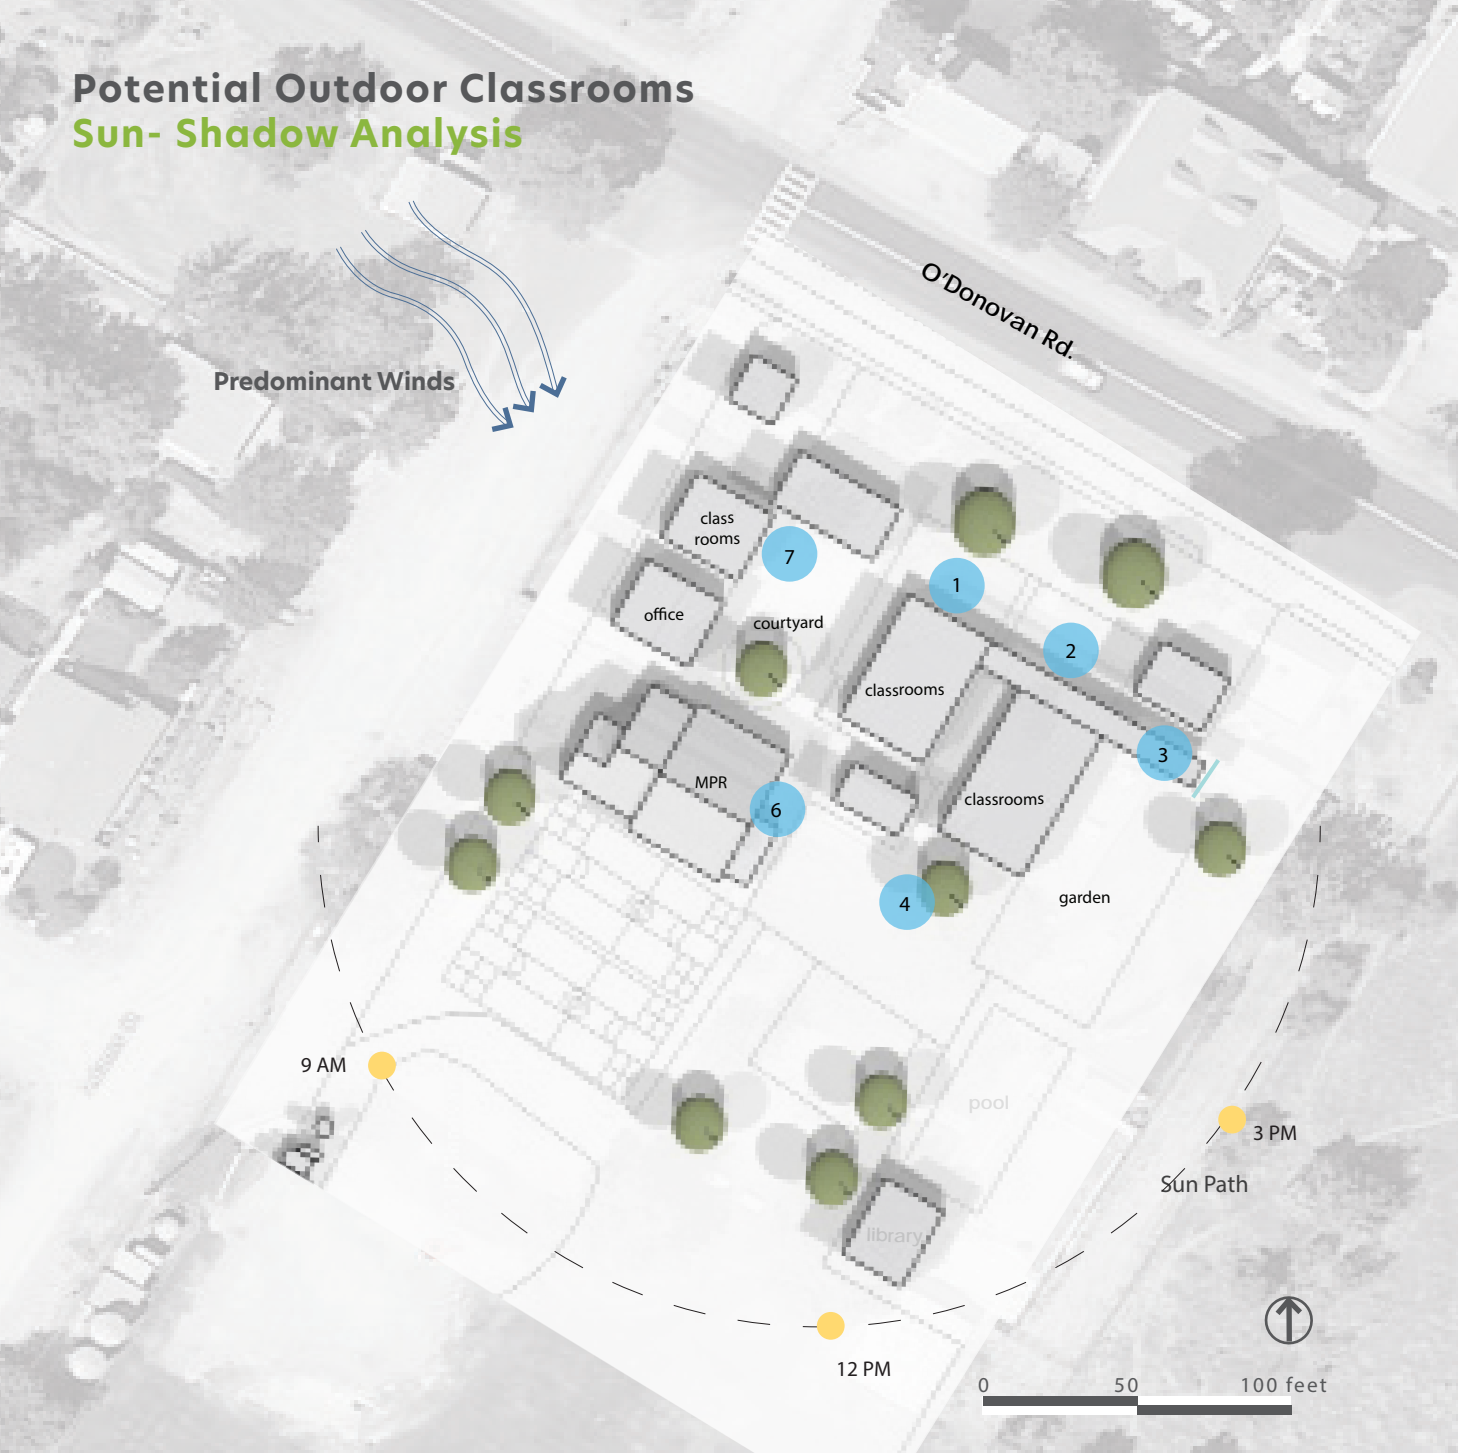 Potential Outdoor Classrooms
Sun- Shadow Analysis
O'Donovan Rd.
Predominant Winds
class
rooms
7
1
office
courtyard
2
classrooms
3
MPR
6
classrooms
4
garden
9 AM
pool
3 PM
Sun Path
library
12 PM
0 50 100 feet